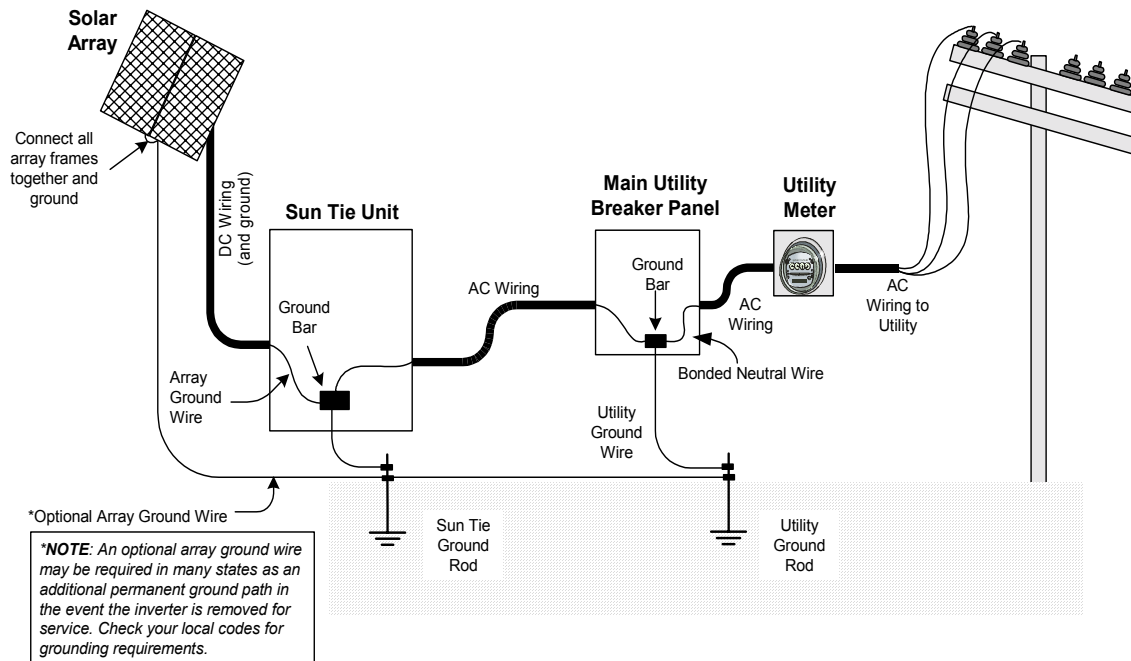 Solar
Array
Connect all
array frames
together and
ground
DC Wiring
(and ground)
Sun Tie Unit
Ground
Bar
Array
Ground
Wire
AC Wiring
Main Utility
Breaker Panel
Ground
Bar
Utility
Meter
AC
Wiring
AC
Wiring to
Utility
Bonded Neutral Wire
Utility
Ground
Wire
*Optional Array Ground Wire
Sun Tie
Ground
Rod
Utility
Ground
Rod
*NOTE: An optional array ground wire
may be required in many states as an
additional permanent ground path in
the event the inverter is removed for
service. Check your local codes for
grounding requirements.